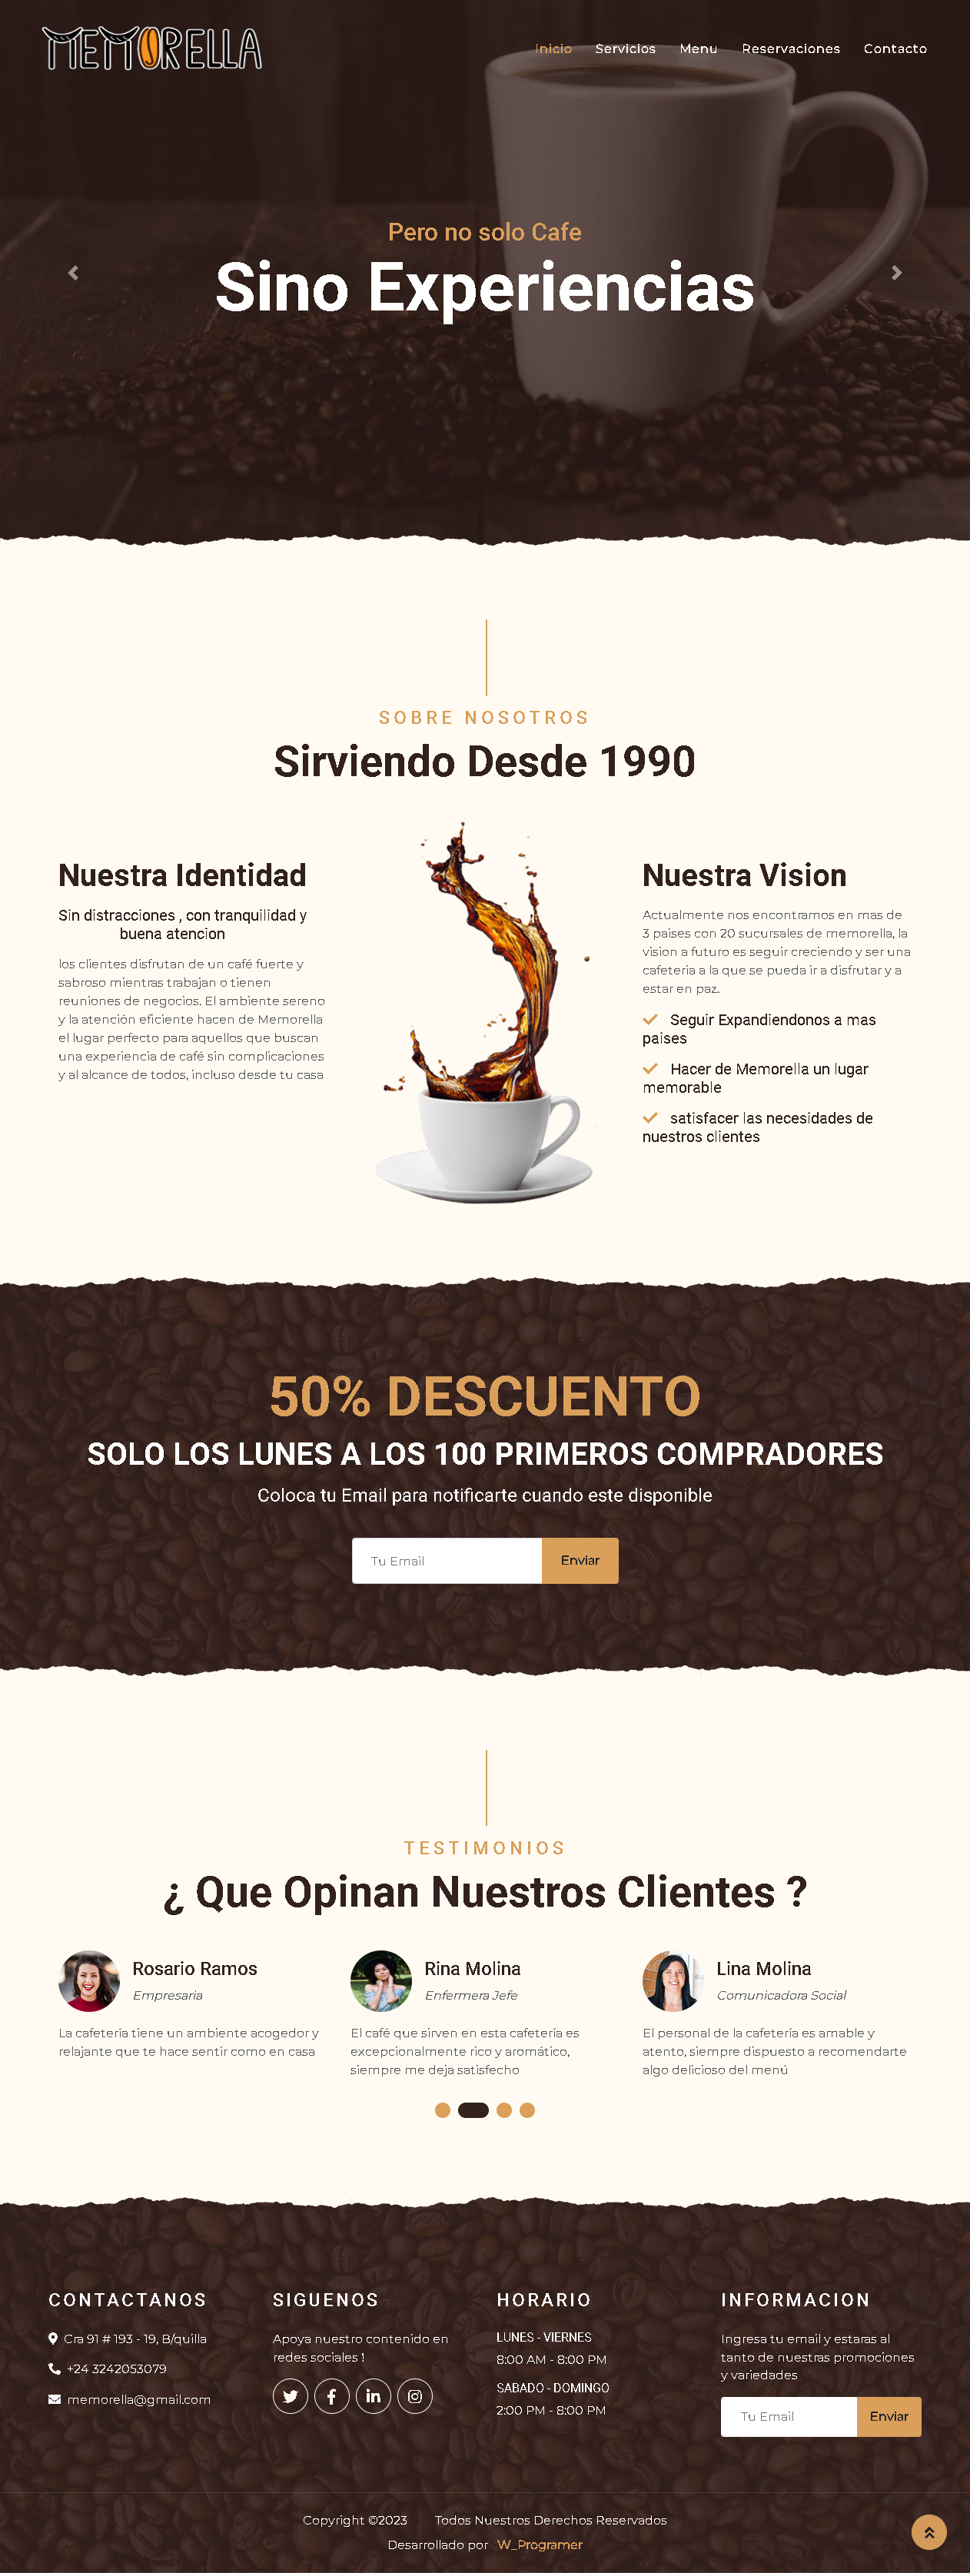 MEMORELLA
Inicio Servicios Menu Reservaciones Contacto
Pero no solo Cafe
Sino Experiencias
SOBRE NOSOTROS
Sirviendo Desde 1990
Nuestra Identidad
Sin distracciones , con tranquilidad y
buena atencion
los clientes disfrutan de un café fuerte y
sabroso mientras trabajan o tienen
reuniones de negocios. El ambiente sereno
y la atención eficiente hacen de Memorella
el lugar perfecto para aquellos que buscan
una experiencia de café sin complicaciones
y al alcance de todos, incluso desde tu casa
Nuestra Vision
Actualmente nos encontramos en mas de
3 paises con 20 sucursales de memorella, la
vision a futuro es seguir creciendo y ser una
cafeteria a la que se pueda ir a disfrutar y a
estar en paz.
Seguir Expandiendonos a mas
paises
Hacer de Memorella un lugar
memorable
satisfacer las necesidades de
nuestros clientes
50% DESCUENTO
SOLO LOS LUNES A LOS 100 PRIMEROS COMPRADORES
Coloca tu Email para notificarte cuando este disponible
Tu Email Enviar
TESTIMONIOS
¿ Que Opinan Nuestros Clientes ?
Rosario Ramos
Empresaria
La cafetería tiene un ambiente acogedor y
relajante que te hace sentir como en casa
Rina Molina
Enfermera Jefe
El café que sirven en esta cafetería es
excepcionalmente rico y aromático,
siempre me deja satisfecho
Lina Molina
Comunicadora Social
El personal de la cafetería es amable y
atento, siempre dispuesto a recomendarte
algo delicioso del menú
CONTACTANOS
Cra 91 # 193 - 19, B/quilla
+24 3242053079
memorella@gmail.com
SIGUENOS
Apoya nuestro contenido en
redes sociales !
HORARIO
LUNES - VIERNES
8:00 AM - 8:00 PM
SABADO - DOMINGO
2:00 PM - 8:00 PM
INFORMACION
Ingresa tu email y estaras al
tanto de nuestras promociones
y variedades
Tu Email Enviar
Copyright ©2023 Todos Nuestros Derechos Reservados
Desarrollado por W_Programer